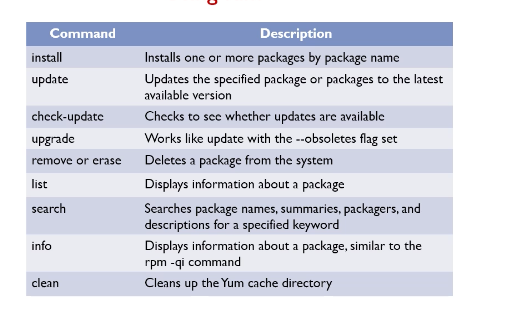 Command Description
install Installs one or more packages by package name
update Updates the specified package or packages to the latest
available version
check-update Checks to see whether updates are available
upgrade Works like update with the --obsoletes flag set
remove or erase Deletes a package from the system
list Displays information about a package
search Searches package names, summaries, packagers, and
descriptions for a specified keyword
info Displays information about a package, similar to the
rpm -qi command
clean Cleans up the Yum cache directory